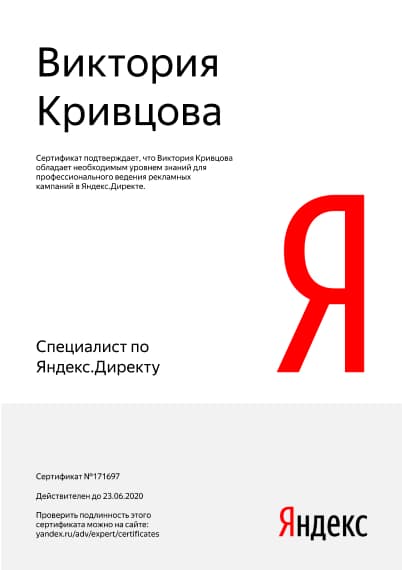 Виктория
Кривцова
Сертификат подтверждает, что Виктория Кривцова
обладает необходимым уровнем знаний для
профессионального ведения рекламных
кампаний в Яндекс.Директе.
Я
Специалист по
Яндекс.Директу
Сертификат №171697
Действителен до 23.06.2020
Проверить подлинность этого
сертификата можно на сайте:
yandex.ru/adv/expert/certificates
Яндекс